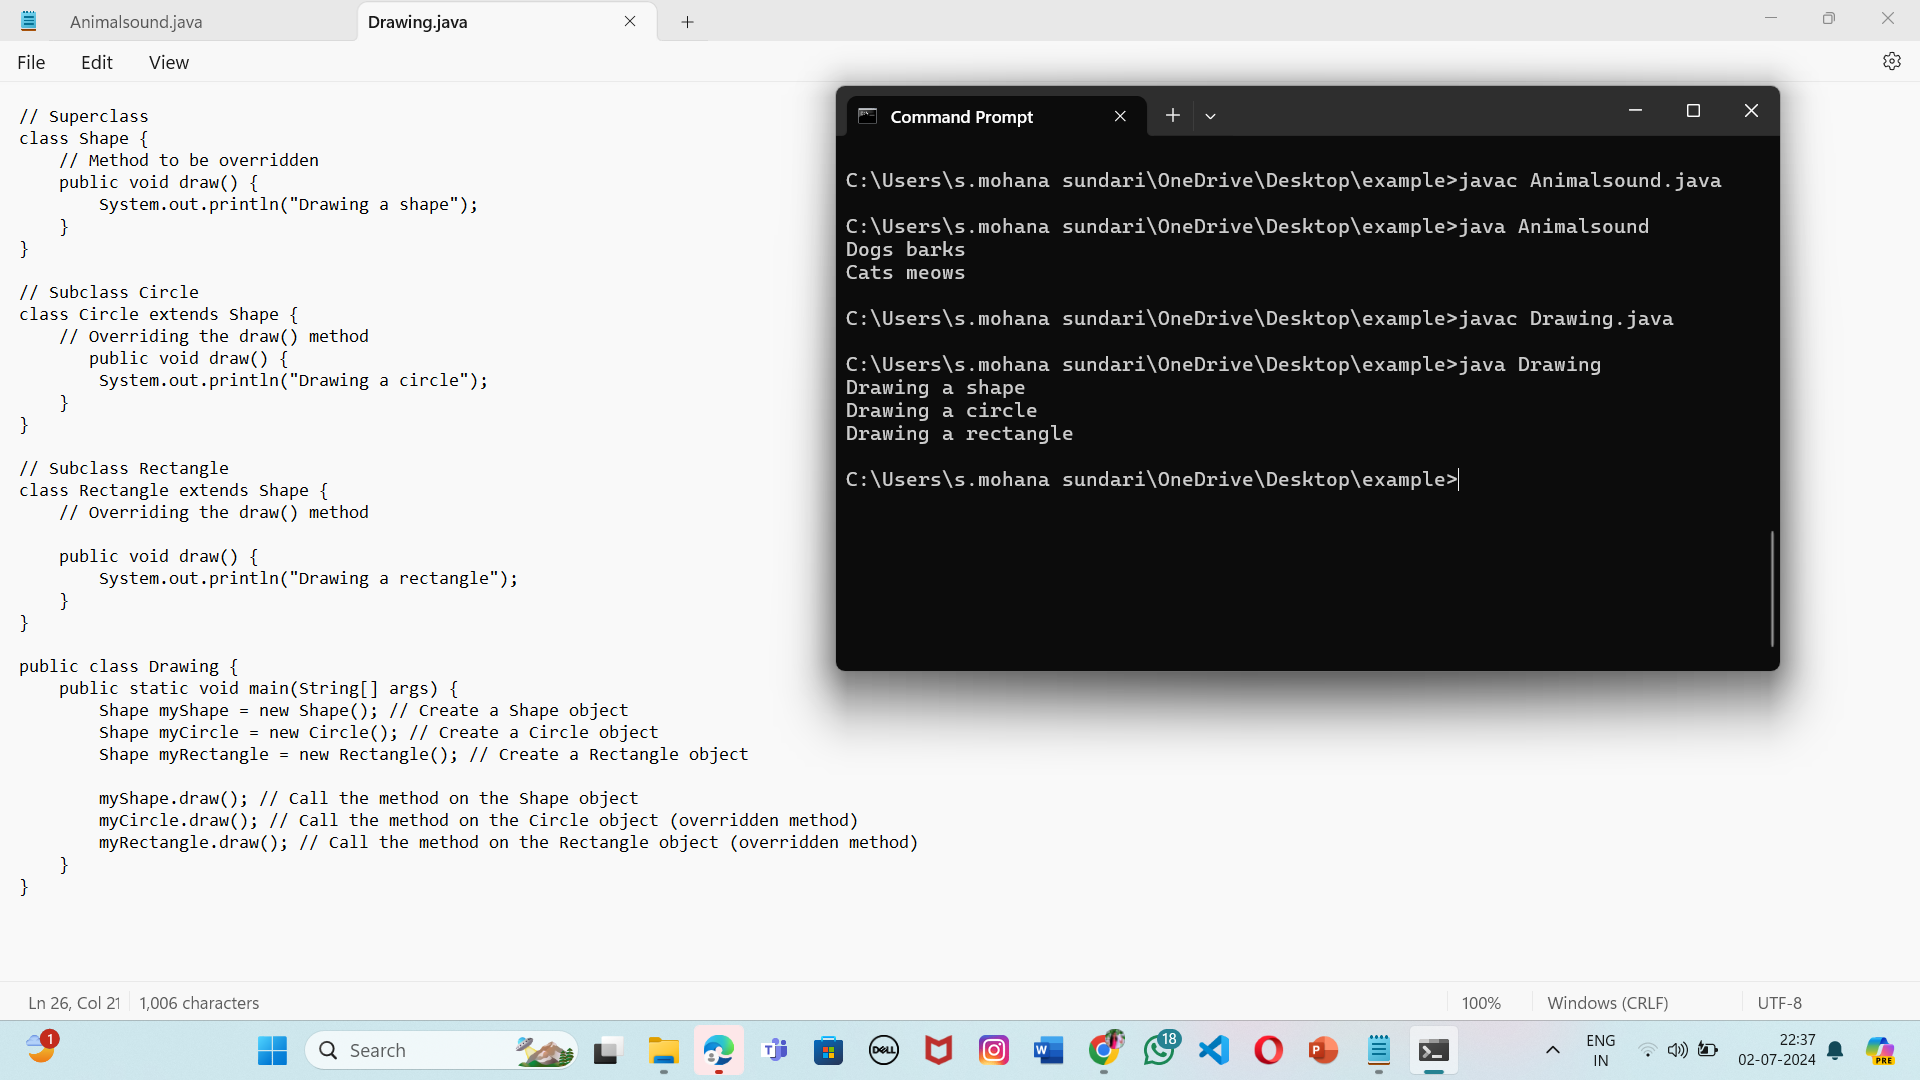 Animalsound.java
Drawing.java
File Edit View
// Superclass
class Shape {
    // Method to be overridden
    public void draw() {
        System.out.println("Drawing a shape");
    }
}

// Subclass Circle
class Circle extends Shape {
    // Overriding the draw() method
       public void draw() {
        System.out.println("Drawing a circle");
    }
}

// Subclass Rectangle
class Rectangle extends Shape {
    // Overriding the draw() method

    public void draw() {
        System.out.println("Drawing a rectangle");
    }
}

public class Drawing {
    public static void main(String[] args) {
        Shape myShape = new Shape(); // Create a Shape object
        Shape myCircle = new Circle(); // Create a Circle object
        Shape myRectangle = new Rectangle(); // Create a Rectangle object

        myShape.draw(); // Call the method on the Shape object
        myCircle.draw(); // Call the method on the Circle object (overridden method)
        myRectangle.draw(); // Call the method on the Rectangle object (overridden method)
    }
}
Command Prompt
C:\Users\s.mohana sundari\OneDrive\Desktop\example>javac Animalsound.java

C:\Users\s.mohana sundari\OneDrive\Desktop\example>java Animalsound
Dogs barks
Cats meows

C:\Users\s.mohana sundari\OneDrive\Desktop\example>javac Drawing.java

C:\Users\s.mohana sundari\OneDrive\Desktop\example>java Drawing
Drawing a shape
Drawing a circle
Drawing a rectangle

C:\Users\s.mohana sundari\OneDrive\Desktop\example>
Ln 26, Col 21 1,006 characters 100% Windows (CRLF) UTF-8
1
Search
DELL
W
18
P
ENG
IN
22:37
02-07-2024
PRE